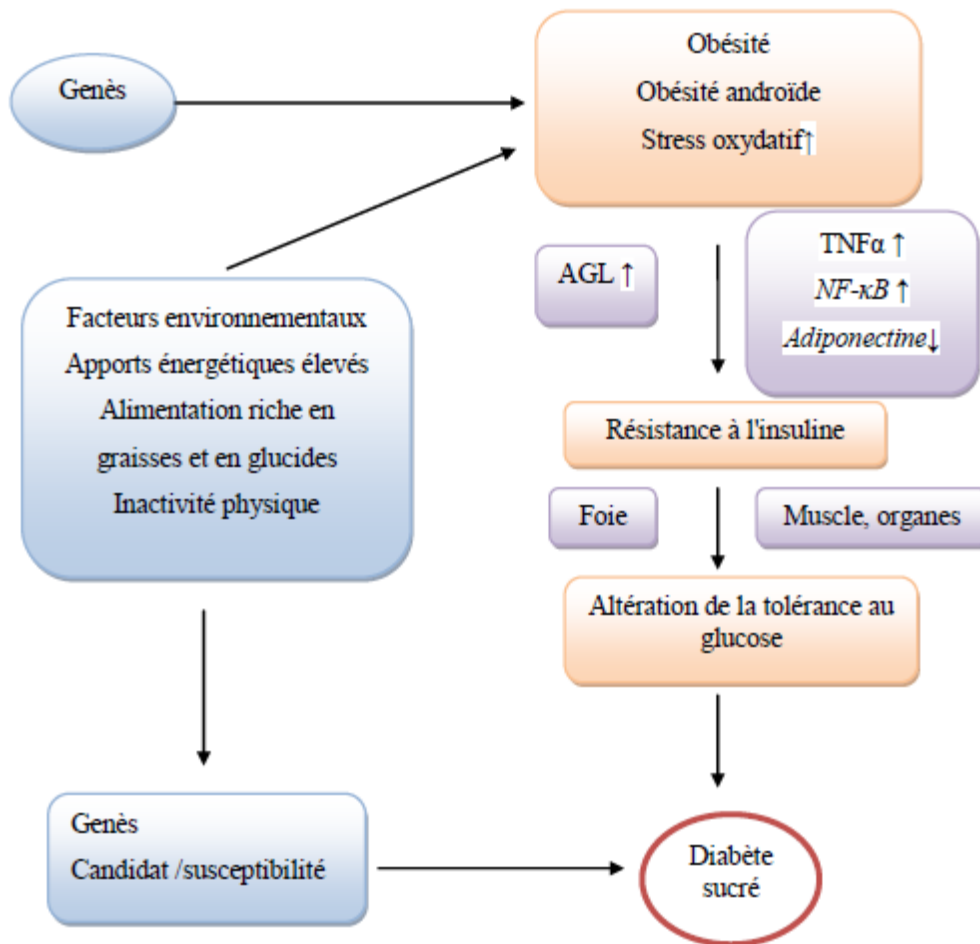 Genès
Obésité
Obésité androïde
Stress oxydatif↑
AGL ↑
TNFα ↑
NF-κB ↑
Adiponectine↓
Facteurs environnementaux
Apports énergétiques élevés
Alimentation riche en
graisses et en glucides
Inactivité physique
Résistance à l'insuline
Foie
Muscle, organes
Altération de la tolérance au
glucose
Genès
Candidat /susceptibilité
Diabète
sucré